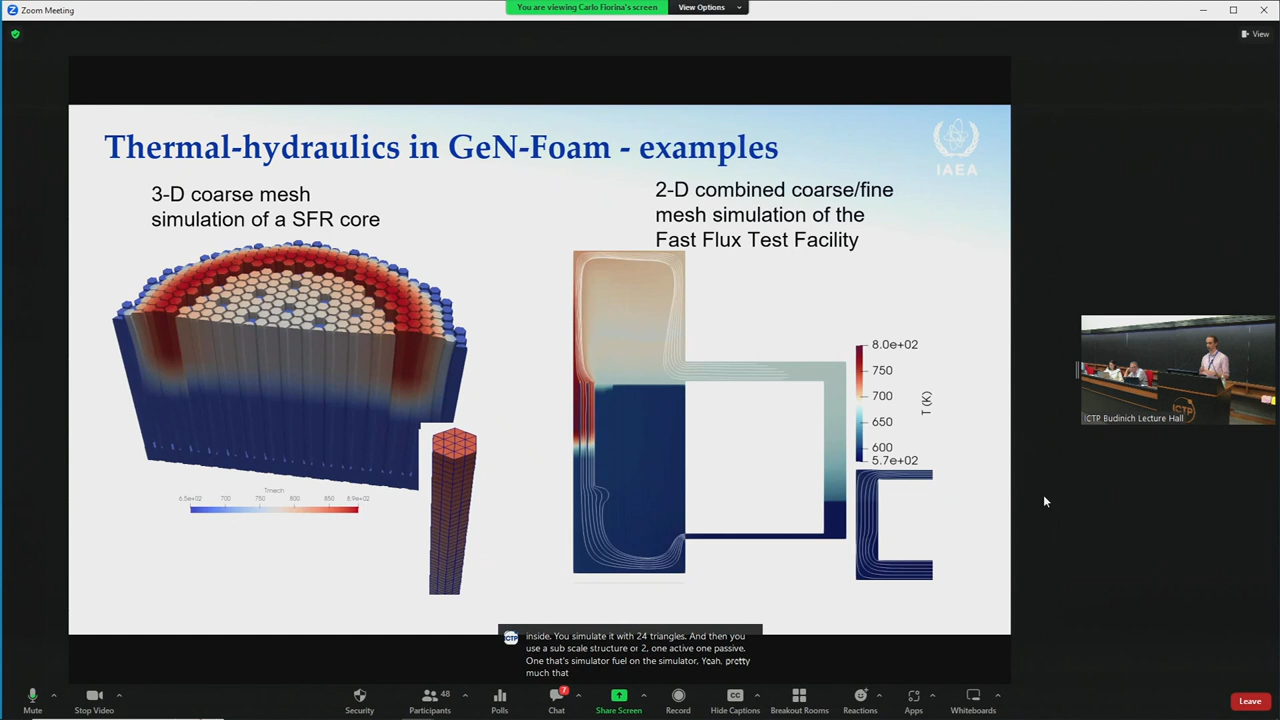 Zoom Meeting
You are viewing Carlo Fiorina's screen
View Options
View
Thermal-hydraulics in GeN-Foam - examples
IAEA
3-D coarse mesh
simulation of a SFR core
2-D combined coarse/fine
mesh simulation of the
Fast Flux Test Facility
8.0e+02
750
700
650
600
5.7e+02
T (K)
Tmech
6.5e+02 700 750 800 850 8.9e+02
ICTP
ICTP Budinich Lecture Hall
ICTP
inside. You simulate it with 24 triangles. And then you
use a sub scale structure or 2, one active one passive.
One that's simulator fuel on the simulator, Yeah, pretty
much that
Mute
Stop Video
Security
48
Participants
Polls
7
Chat
Share Screen
Record
CC
Hide Captions
Breakout Rooms
Reactions
Apps
Whiteboards
Leave